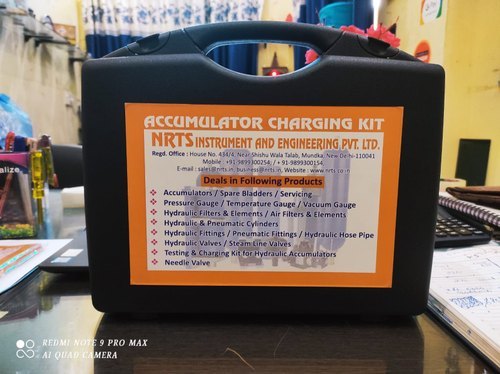 ACCUMULATOR CHARGING KIT
NRTS INSTRUMENT AND ENGINEERING PVT. LTD.
Regd. Office : House No. 434/4, Near Shishu Wala Talab, Mundka, New Delhi-110041
Mobile : +91-9899300254 / + 91-9899300154
E-mail : sales@nrts.in, business@nrts.in, Website : www.nrts.co.in
Deals in Following Products
Accumulators / Spare Bladders / Servicing
Pressure Gauge / Temperature Gauge / Vacuum Gauge
Hydraulic Filters & Elements / Air Filters & Elements
Hydraulic & Pneumatic Cylinders
Hydraulic Fittings / Pneumatic Fittings / Hydraulic Hose Pipe
Hydraulic Valves / Steam Line Valves
Testing & Charging Kit for Hydraulic Accumulators
Needle Valve
REDMI NOTE 9 PRO MAX
AI QUAD CAMERA